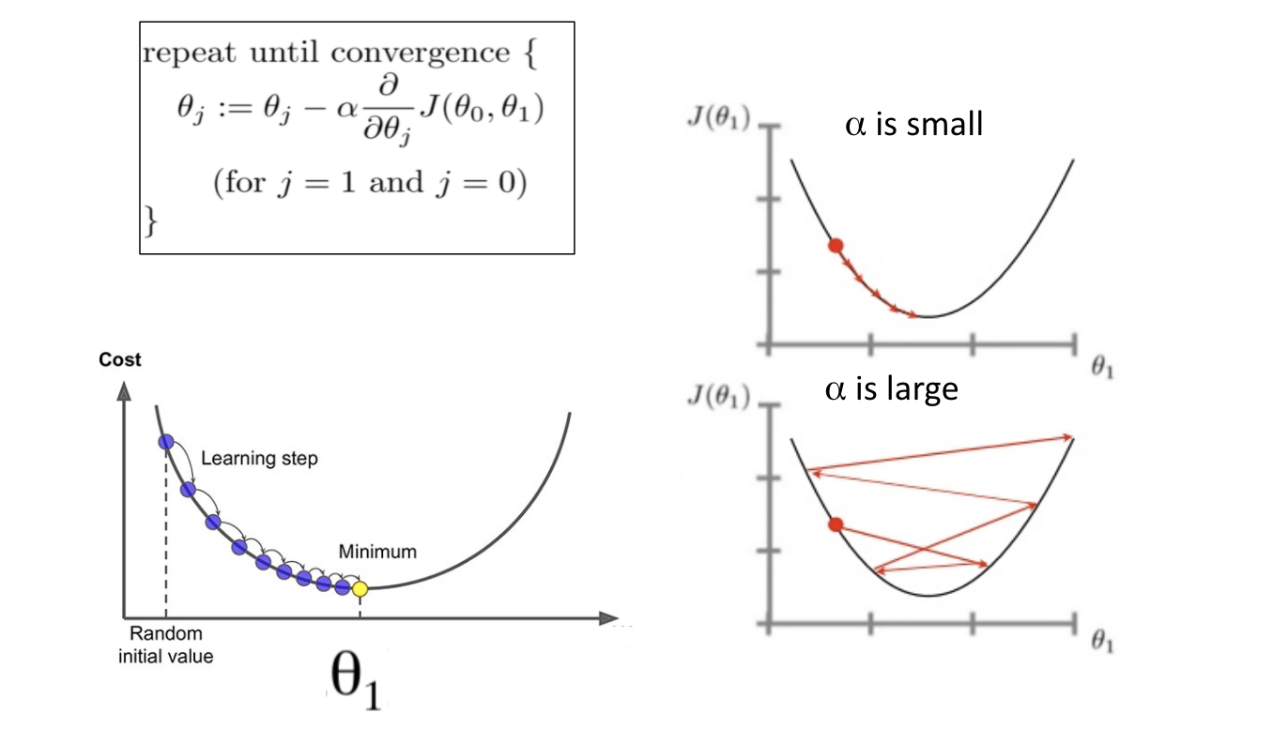 repeat until convergence {
θ_j := θ_j − α ∂/∂θ_j J(θ_0, θ_1)
(for j = 1 and j = 0)
}
Cost
Learning step
Minimum
Random
initial value
θ_1
J(θ_1)
α is small
θ_1
J(θ_1)
α is large
θ_1